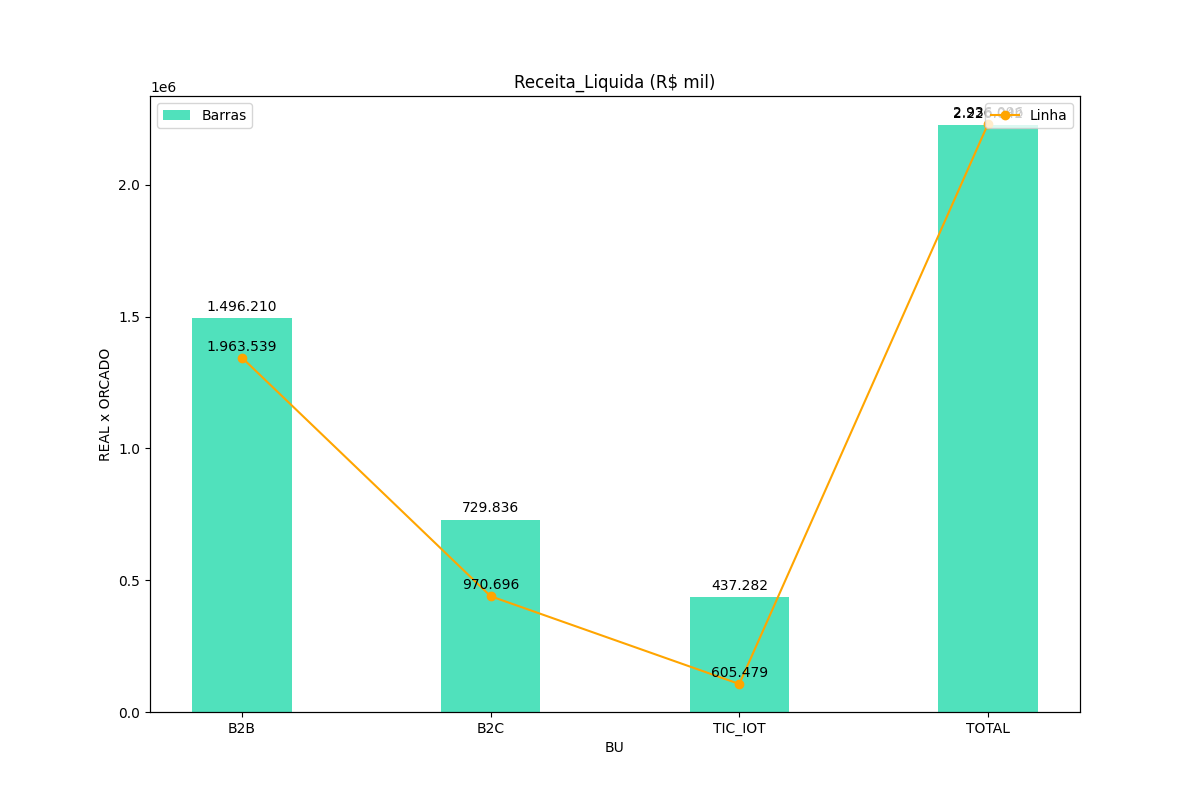 Receita_Liquida (R$ mil)
1e6
Barras
Linha
2.0
1.5
1.0
0.5
0.0
REAL x ORCADO
1.496.210
1.963.539
729.836
970.696
437.282
605.479
B2B
B2C
TIC_IOT
TOTAL
BU